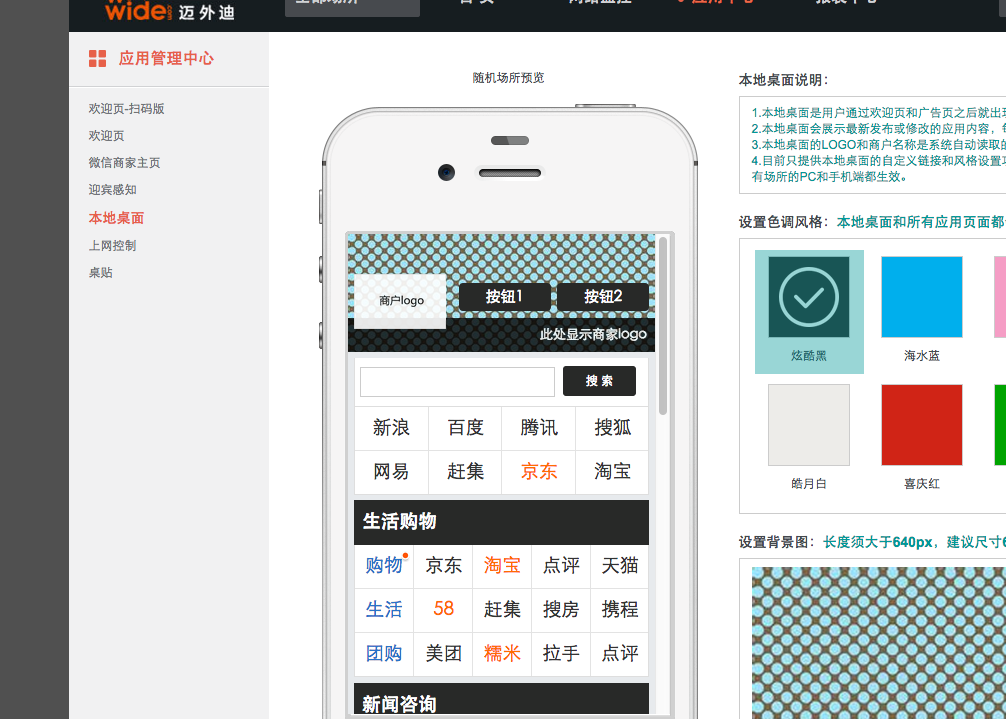 wide
迈外迪
应用管理中心
欢迎页-扫码版
欢迎页
微信商家主页
迎宾感知
本地桌面
上网控制
桌贴
随机场所预览
商户logo
按钮1
按钮2
此处显示商家logo
搜 索
新浪 百度 腾讯 搜狐
网易 赶集 京东 淘宝
生活购物
购物 京东 淘宝 点评 天猫
生活 58 赶集 搜房 携程
团购 美团 糯米 拉手 点评
新闻咨询
本地桌面说明：
1.本地桌面是用户通过欢迎页和广告页之后就出
2.本地桌面会展示最新发布或修改的应用内容，
3.本地桌面的LOGO和商户名称是系统自动读取的
4.目前只提供本地桌面的自定义链接和风格设置
有场所的PC和手机端都生效。
设置色调风格：本地桌面和所有应用页面都
炫酷黑
海水蓝
皓月白
喜庆红
设置背景图：长度须大于640px，建议尺寸